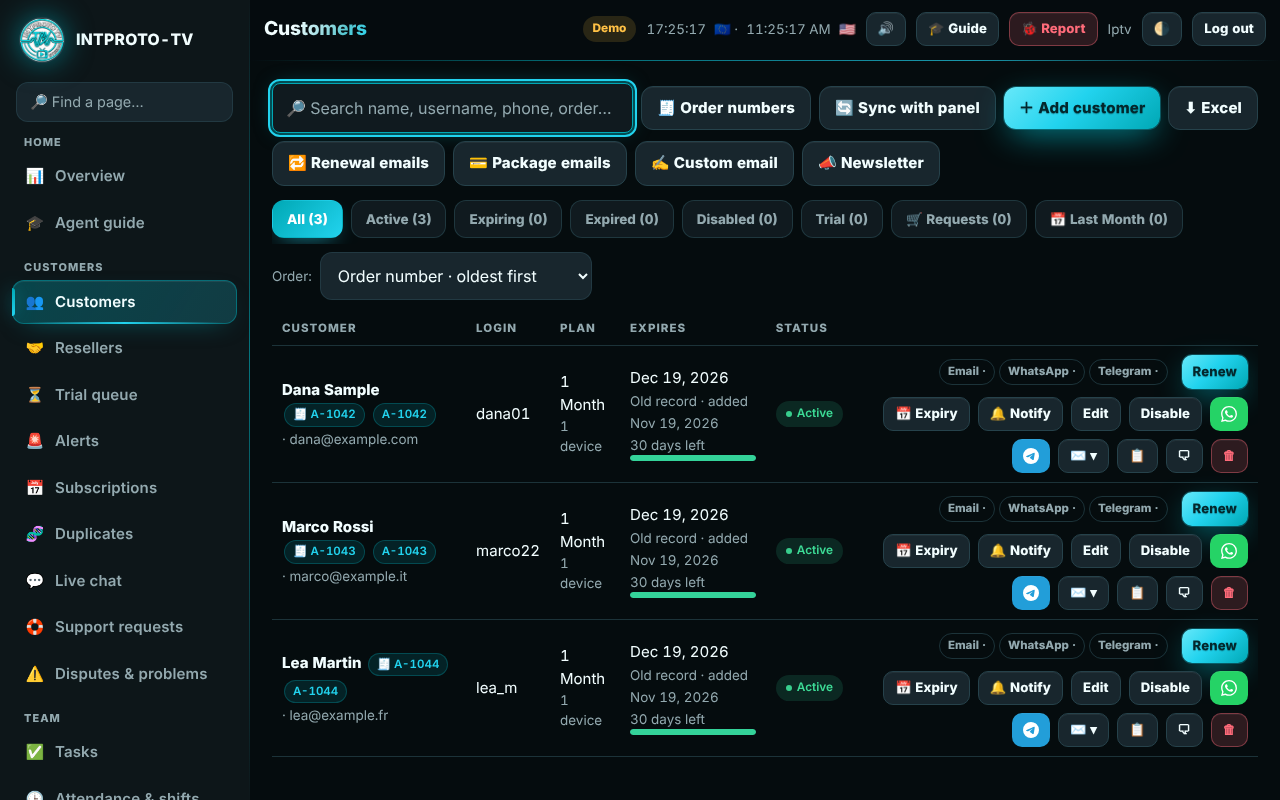 INTPROTO-TV
🔎 Find a page...
HOME
📊 Overview
🎓 Agent guide
CUSTOMERS
👥 Customers
🤝 Resellers
⏳ Trial queue
🚨 Alerts
📅 Subscriptions
🧬 Duplicates
💬 Live chat
🛟 Support requests
⚠️ Disputes & problems
TEAM
✅ Tasks
🕒 Attendance & shifts
Customers
Demo 17:25:17 🇪🇺 · 11:25:17 AM 🇺🇸 🔊 🎓 Guide 🐞 Report Iptv 🌗 Log out
🔎 Search name, username, phone, order... 🧾 Order numbers 🔄 Sync with panel + Add customer ⬇ Excel
🔁 Renewal emails 💳 Package emails ✍️ Custom email 📣 Newsletter
All (3) Active (3) Expiring (0) Expired (0) Disabled (0) Trial (0) 🛒 Requests (0) 📅 Last Month (0)
Order: Order number · oldest first
CUSTOMER LOGIN PLAN EXPIRES STATUS
Dana Sample
🧾 A-1042 A-1042
· dana@example.com
dana01
1
Month
1
device
Dec 19, 2026
Old record · added
Nov 19, 2026
30 days left
Active
Email · WhatsApp · Telegram · Renew
📅 Expiry 🔔 Notify Edit Disable
✉️ ▾ 📋 🗨 🗑
Marco Rossi
🧾 A-1043 A-1043
· marco@example.it
marco22
1
Month
1
device
Dec 19, 2026
Old record · added
Nov 19, 2026
30 days left
Active
Email · WhatsApp · Telegram · Renew
📅 Expiry 🔔 Notify Edit Disable
✉️ ▾ 📋 🗨 🗑
Lea Martin 🧾 A-1044
A-1044
· lea@example.fr
lea_m
1
Month
1
device
Dec 19, 2026
Old record · added
Nov 19, 2026
30 days left
Active
Email · WhatsApp · Telegram · Renew
📅 Expiry 🔔 Notify Edit Disable
✉️ ▾ 📋 🗨 🗑